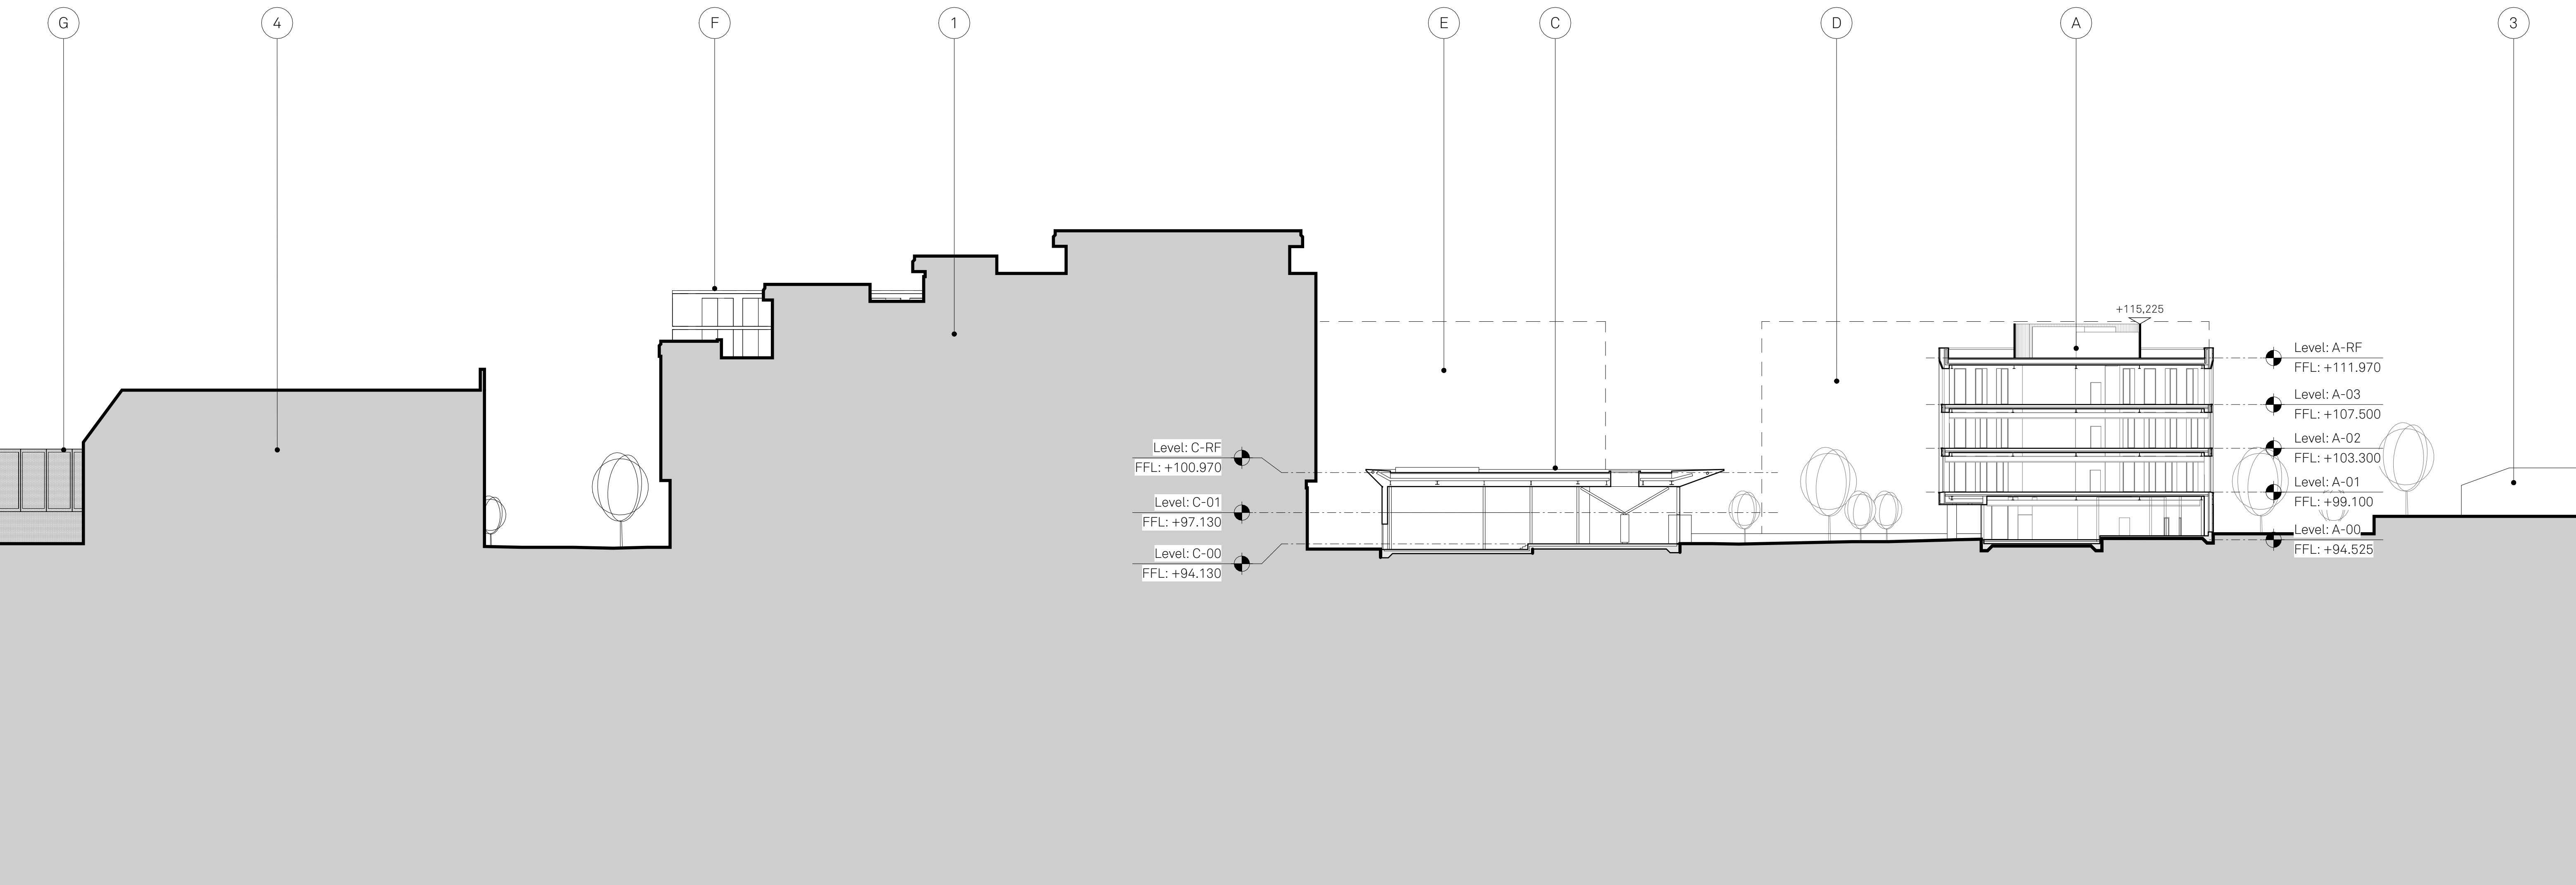 G
4
F
1
E
C
D
A
3
+115,225
Level: A-RF
FFL: +111.970
Level: A-03
FFL: +107.500
Level: A-02
FFL: +103.300
Level: A-01
FFL: +99.100
Level: A-00
FFL: +94.525
Level: C-RF
FFL: +100.970
Level: C-01
FFL: +97.130
Level: C-00
FFL: +94.130